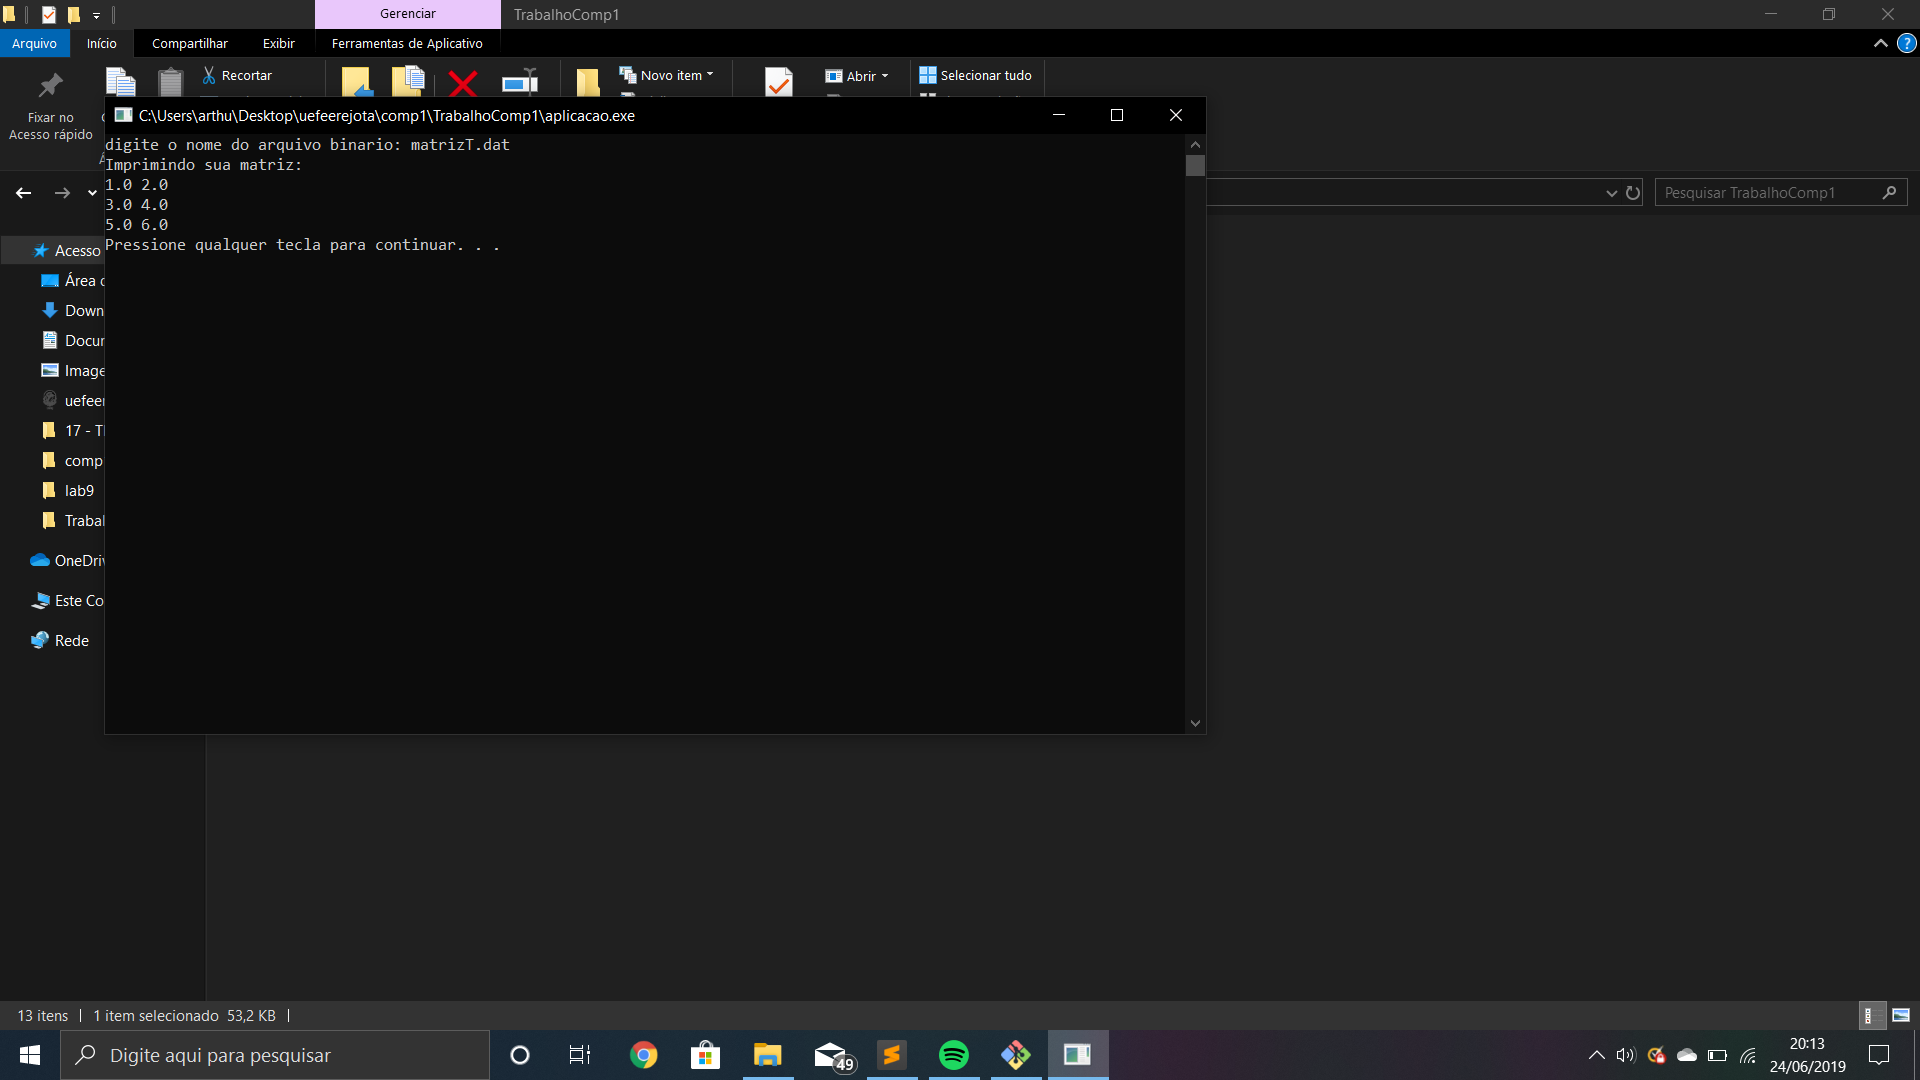 Gerenciar
TrabalhoComp1
Arquivo
Início
Compartilhar
Exibir
Ferramentas de Aplicativo
?
Recortar
Novo item
Abrir
Selecionar tudo
Fixar no
Acesso rápido
C:\Users\arthu\Desktop\uefeerejota\comp1\TrabalhoComp1\aplicacao.exe
digite o nome do arquivo binario: matrizT.dat
Imprimindo sua matriz:
1.0 2.0
3.0 4.0
5.0 6.0
Pressione qualquer tecla para continuar. . .
Pesquisar TrabalhoComp1
Acesso
Área
Down
Docur
Image
uefeer
17 - T
comp
lab9
Trabal
OneDriv
Este Co
Rede
13 itens
1 item selecionado 53,2 KB
Digite aqui para pesquisar
49
20:13
24/06/2019